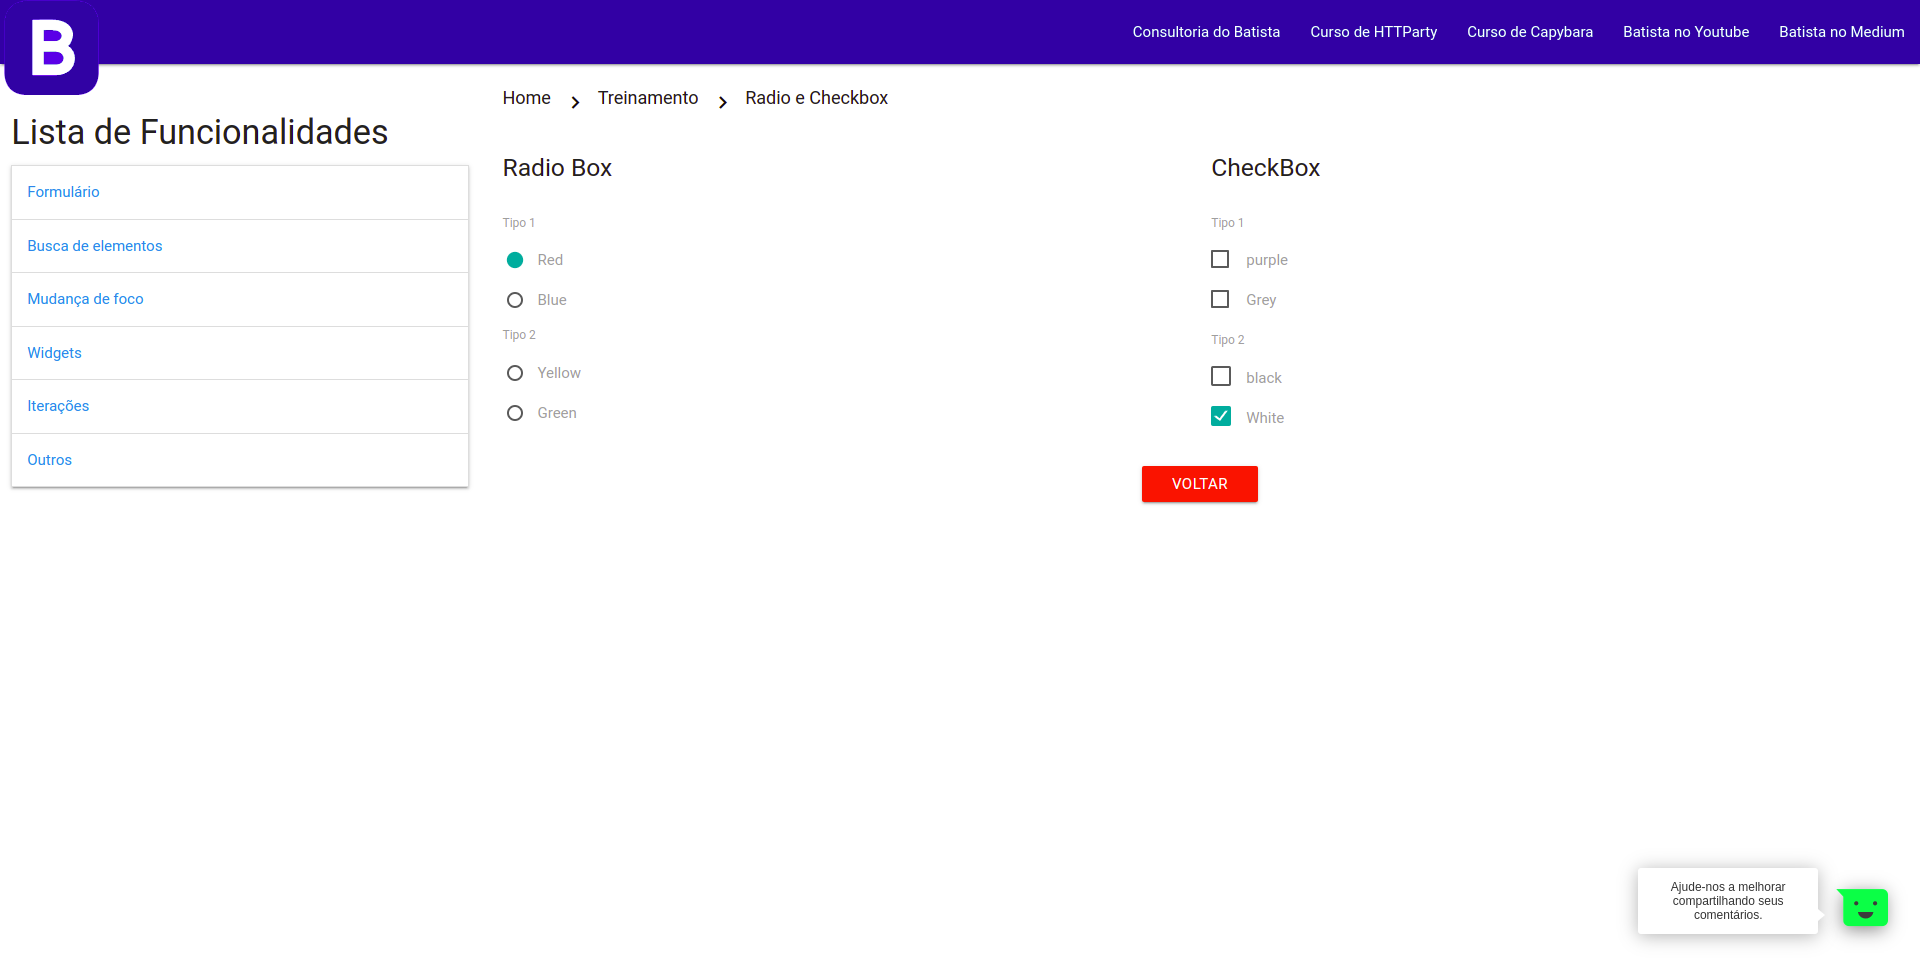 B
Consultoria do Batista
Curso de HTTParty
Curso de Capybara
Batista no Youtube
Batista no Medium
Home
Treinamento
Radio e Checkbox
Lista de Funcionalidades
Formulário
Busca de elementos
Mudança de foco
Widgets
Iterações
Outros
Radio Box
Tipo 1
Red
Blue
Tipo 2
Yellow
Green
CheckBox
Tipo 1
purple
Grey
Tipo 2
black
White
VOLTAR
Ajude-nos a melhorar
compartilhando seus
comentários.